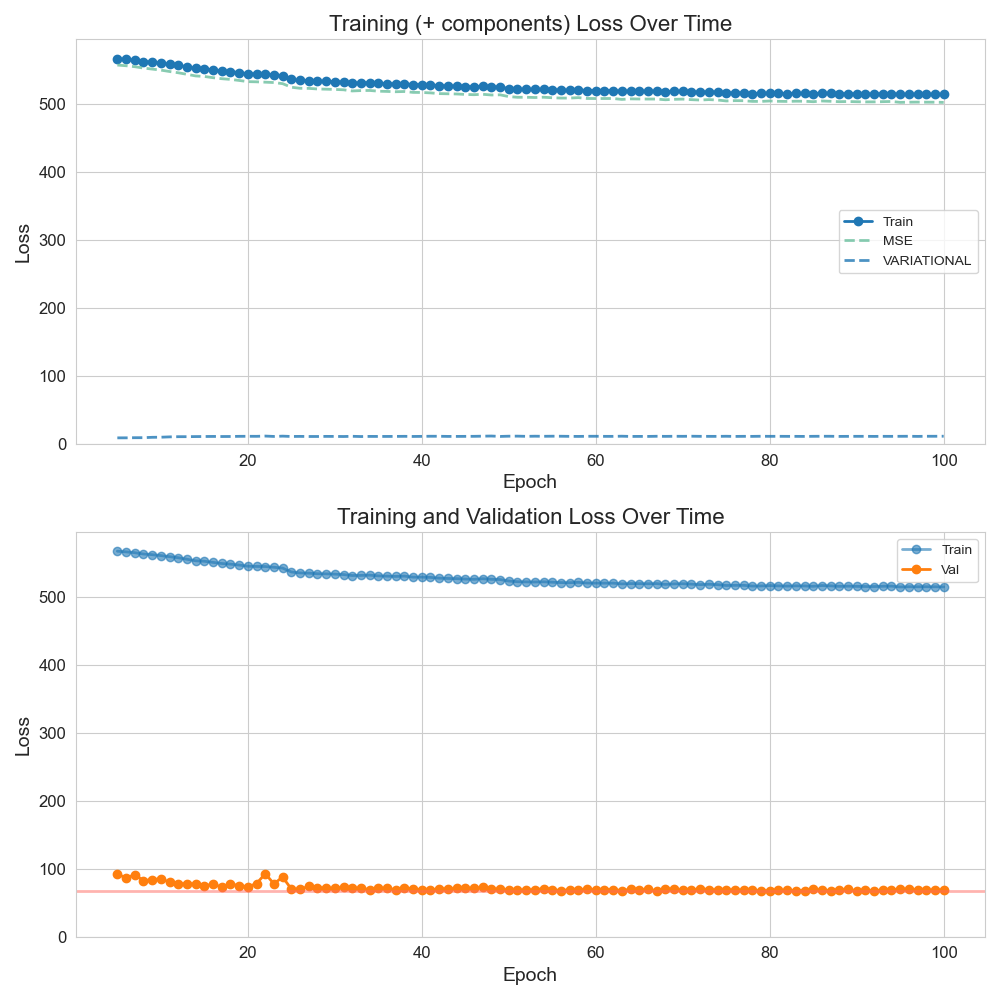 Training (+ components) Loss Over Time
Loss
500
400
300
200
100
0
Train
MSE
VARIATIONAL
20 40 60 80 100
Epoch
Training and Validation Loss Over Time
Loss
500
400
300
200
100
0
Train
Val
20 40 60 80 100
Epoch